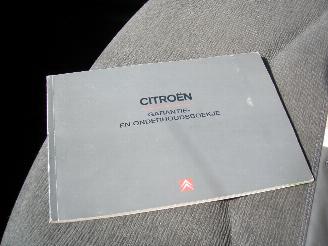 CITROËN
GARANTIE-
EN ONDERHOUDSBOEKJE